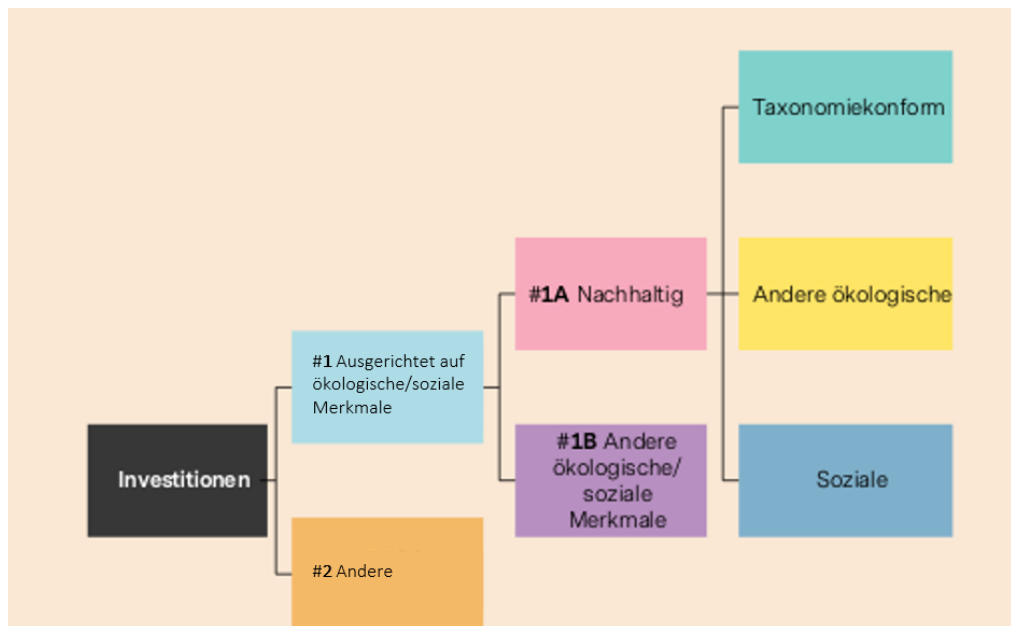 Taxonomiekonform
#1A Nachhaltig
Andere ökologische
#1 Ausgerichtet auf
ökologische/soziale
Merkmale
#1B Andere
ökologische/
soziale
Merkmale
Investitionen
Soziale
#2 Andere